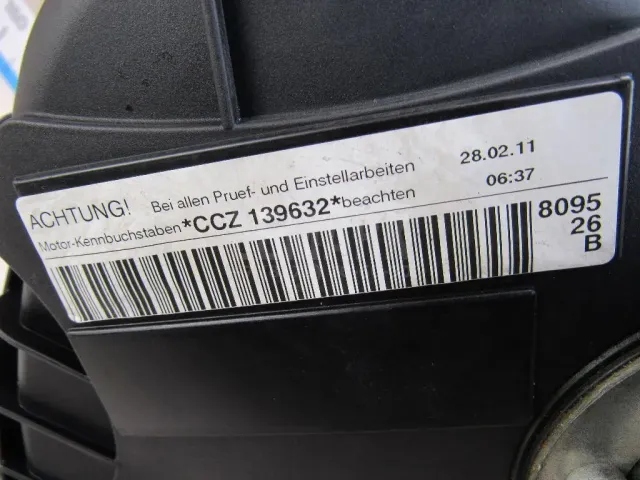 ACHTUNG! Bei allen Pruef- und Einstellarbeiten 28.02.11
Motor-Kennbuchstaben *CCZ 139632* beachten 06:37
8095
26
B